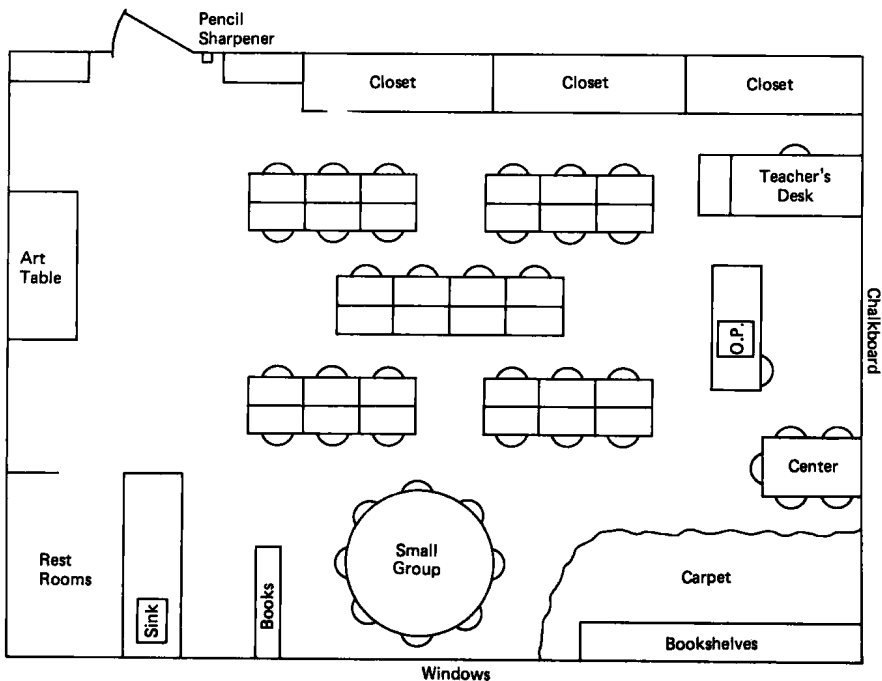 Pencil
Sharpener
Closet
Closet
Closet
Teacher's
Desk
Art
Table
O.P.
Chalkboard
Center
Small
Group
Rest
Rooms
Sink
Books
Carpet
Bookshelves
Windows